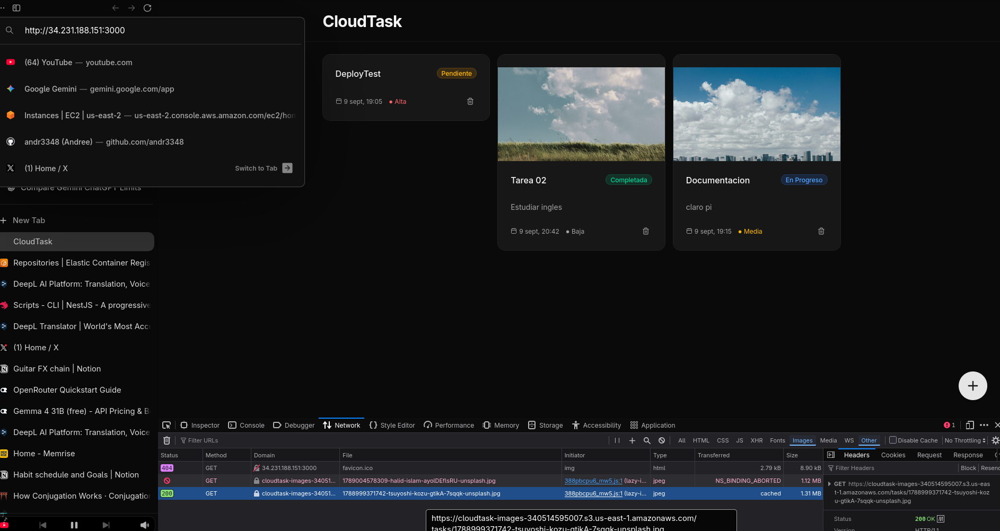 http://34.231.188.151:3000
(64) YouTube — youtube.com
Google Gemini — gemini.google.com/app
Instances | EC2 | us-east-2 — us-east-2.console.aws.amazon.com/ec2/hom
andr3348 (Andree) — github.com/andr3348
(1) Home / X
Switch to Tab
Compare Gemini ChatGPT Limits
New Tab
CloudTask
Repositories | Elastic Container Regis
DeepL AI Platform: Translation, Voice
Scripts - CLI | NestJS - A progressive
DeepL Translator | World's Most Accu
(1) Home / X
Guitar FX chain | Notion
OpenRouter Quickstart Guide
Gemma 4 31B (free) - API Pricing & Be
DeepL AI Platform: Translation, Voice
Home - Memrise
Habit schedule and Goals | Notion
How Conjugation Works · Conjugation
CloudTask
DeployTest
Pendiente
9 sept, 19:05
Alta
Tarea 02
Completada
Estudiar ingles
9 sept, 20:42
Baja
Documentacion
En Progreso
claro pi
9 sept, 19:15
Media
Inspector Console Debugger Network Style Editor Performance Memory Storage Accessibility Application 1
Filter URLs All HTML CSS JS XHR Fonts Images Media WS Other Disable Cache No Throttling
Status Method Domain File Initiator Type Transferred Size
404 GET 34.231.188.151:3000 favicon.ico img html 2.79 kB 8.90 kB
GET cloudtask-images-34051... 1789004578309-halid-islam-ayolDEflsRU-unsplash.jpg 388pbcpu6_mw5.js:1 (lazy-i... jpeg NS_BINDING_ABORTED 1.12 MB
200 GET cloudtask-images-34051... 1788999371742-tsuyoshi-kozu-gtikA-7sqqk-unsplash.jpg 388pbcpu6_mw5.js:1 (lazy-i... jpeg cached 1.31 MB
https://cloudtask-images-340514595007.s3.us-east-1.amazonaws.com/
tasks/1788999371742-tsuyoshi-kozu-gtikA-7sqqk-unsplash.jpg
Headers Cookies Request Response
Filter Headers Block Resend
GET https://cloudtask-images-340514595007.s3.us-eas
t-1.amazonaws.com/tasks/1788999371742-tsuyoshi-koz
u-gtikA-7sqqk-unsplash.jpg
Status 200 OK
Version HTTP/1.1